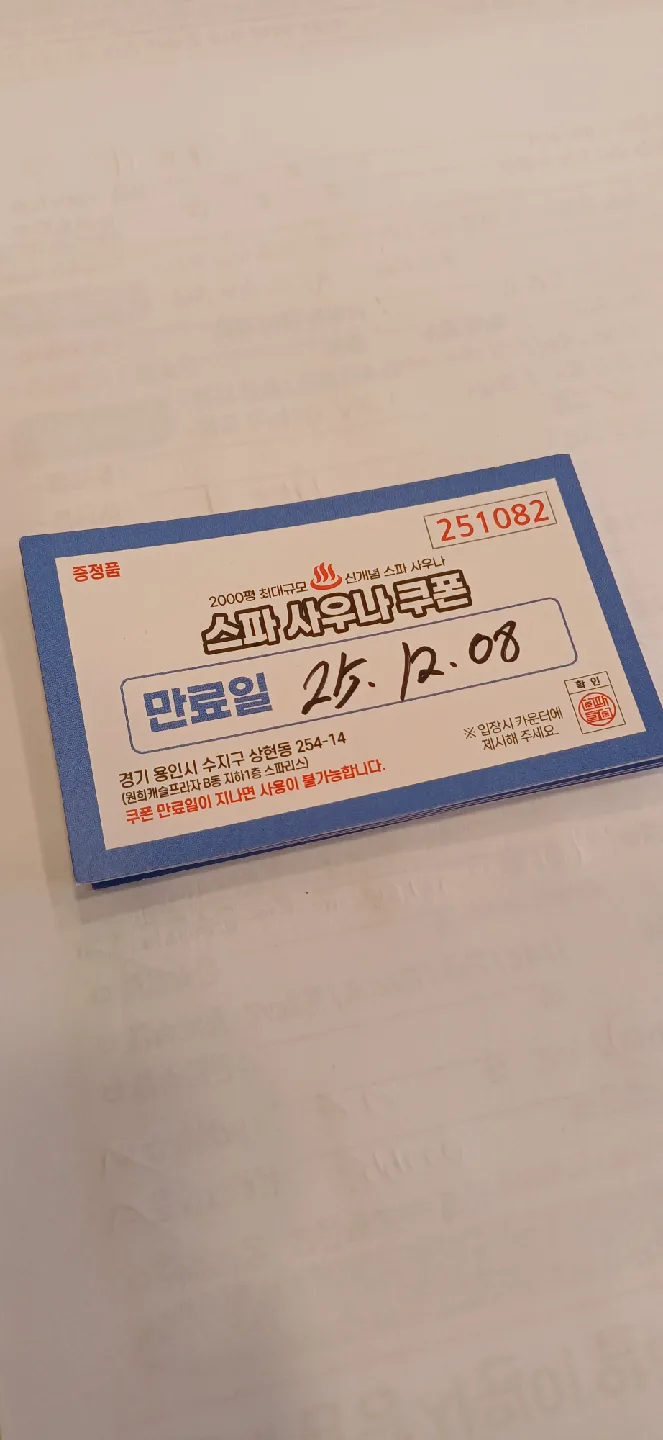 251082
증정품
2000평 최대규모 신개념 스파 사우나
스파 사우나 쿠폰
만료일 25. 12. 08
확 인
※ 입장시 카운터에
제시해 주세요.
경기 용인시 수지구 상현동 254-14
(원희캐슬프라자 B동 지하1층 스파리스)
쿠폰 만료일이 지나면 사용이 불가능합니다.